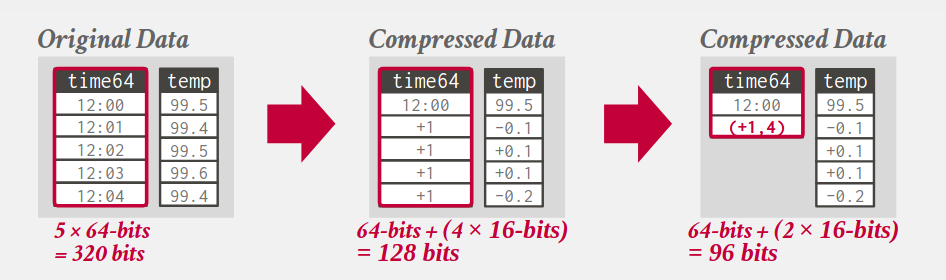 Original Data
time64 temp
12:00 99.5
12:01 99.4
12:02 99.5
12:03 99.6
12:04 99.4
5 × 64-bits
= 320 bits
Compressed Data
time64 temp
12:00 99.5
+1 -0.1
+1 +0.1
+1 +0.1
+1 -0.2
64-bits + (4 × 16-bits)
= 128 bits
Compressed Data
time64 temp
12:00 99.5
(+1,4) -0.1
+0.1
+0.1
-0.2
64-bits + (2 × 16-bits)
= 96 bits